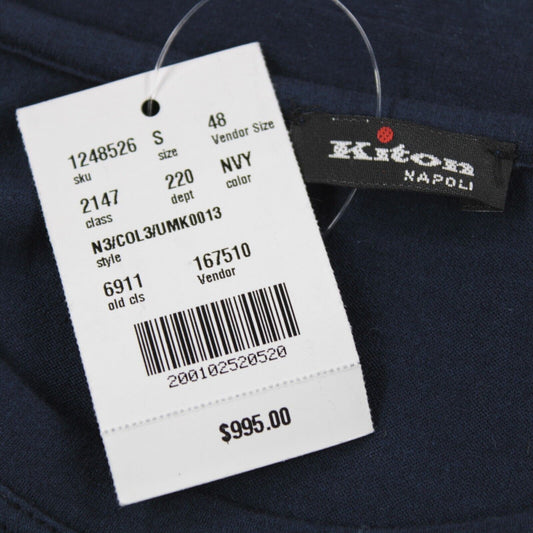 1248526 S 48
sku size Vendor Size
2147 220 NVY
class dept color
N3/COL3/UMK0013
style
6911 167510
old cls Vendor
200102520520
$995.00
Kiton
NAPOLI